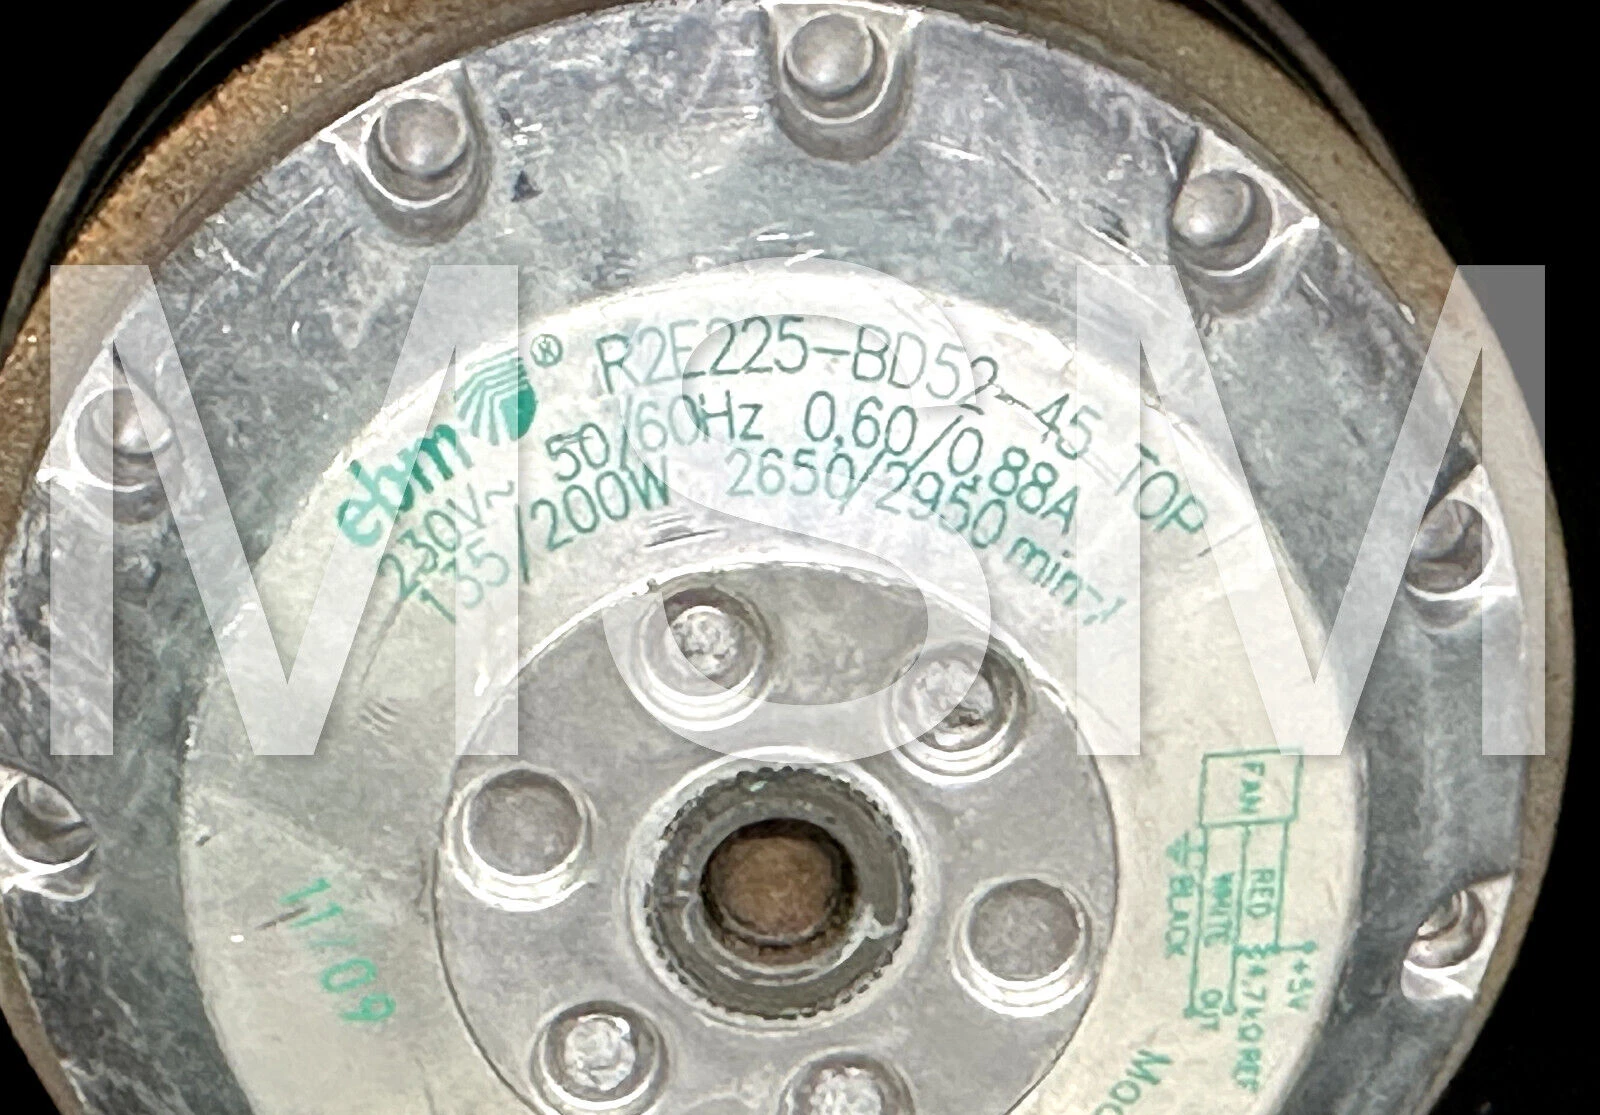 ebm® R2E225-BD52-45 TOP
230V~ 50/60Hz 0,60/0,88A
135/200W 2650/2950 min-1
MSM
FAN
RED
WHITE
BLACK
+5V
4,7kΩ REF
OUT
11/09